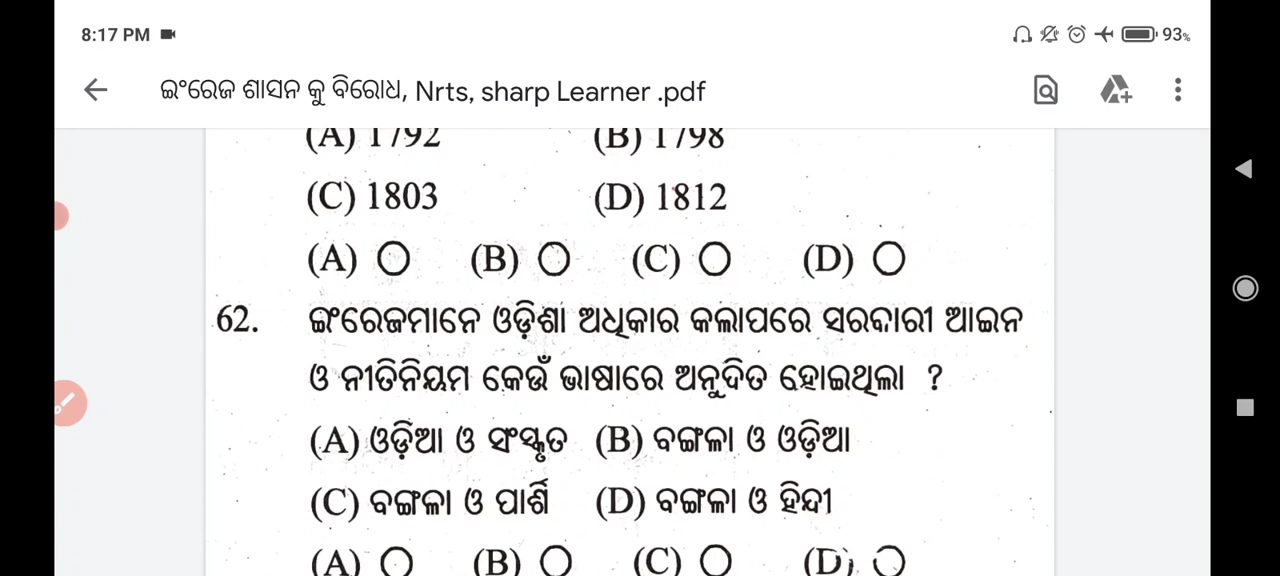 8:17 PM
93%
ଇଂରେଜ ଶାସନ କୁ ବିରୋଧ, Nrts, sharp Learner .pdf
(A) 1792 (B) 1798
(C) 1803 (D) 1812
(A) (B) (C) (D)
62. ଇଂରେଜମାନେ ଓଡ଼ିଶା ଅଧିକାର କଲାପରେ ସରକାରୀ ଆଇନ
ଓ ନୀତିନିୟମ କେଉଁ ଭାଷାରେ ଅନୁଦିତ ହୋଇଥିଲା ?
(A) ଓଡ଼ିଆ ଓ ସଂସ୍କୃତ (B) ବଙ୍ଗଳା ଓ ଓଡ଼ିଆ
(C) ବଙ୍ଗଳା ଓ ପାର୍ଶି (D) ବଙ୍ଗଳା ଓ ହିନ୍ଦୀ
(A) (B) (C) (D)